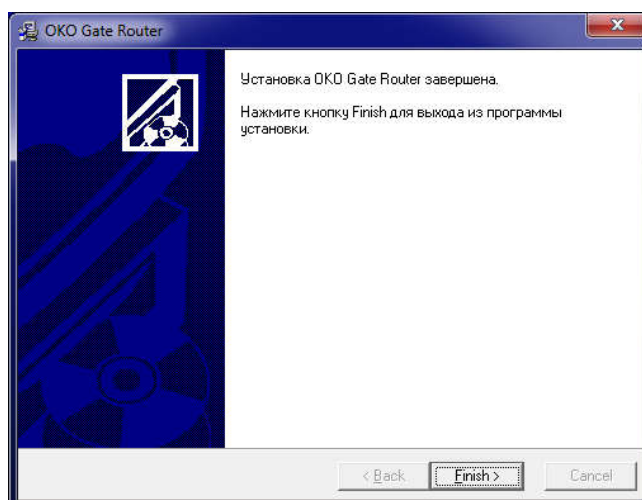 OKO Gate Router
Установка OKO Gate Router завершена.
Нажмите кнопку Finish для выхода из программы
установки.
< Back
Finish >
Cancel